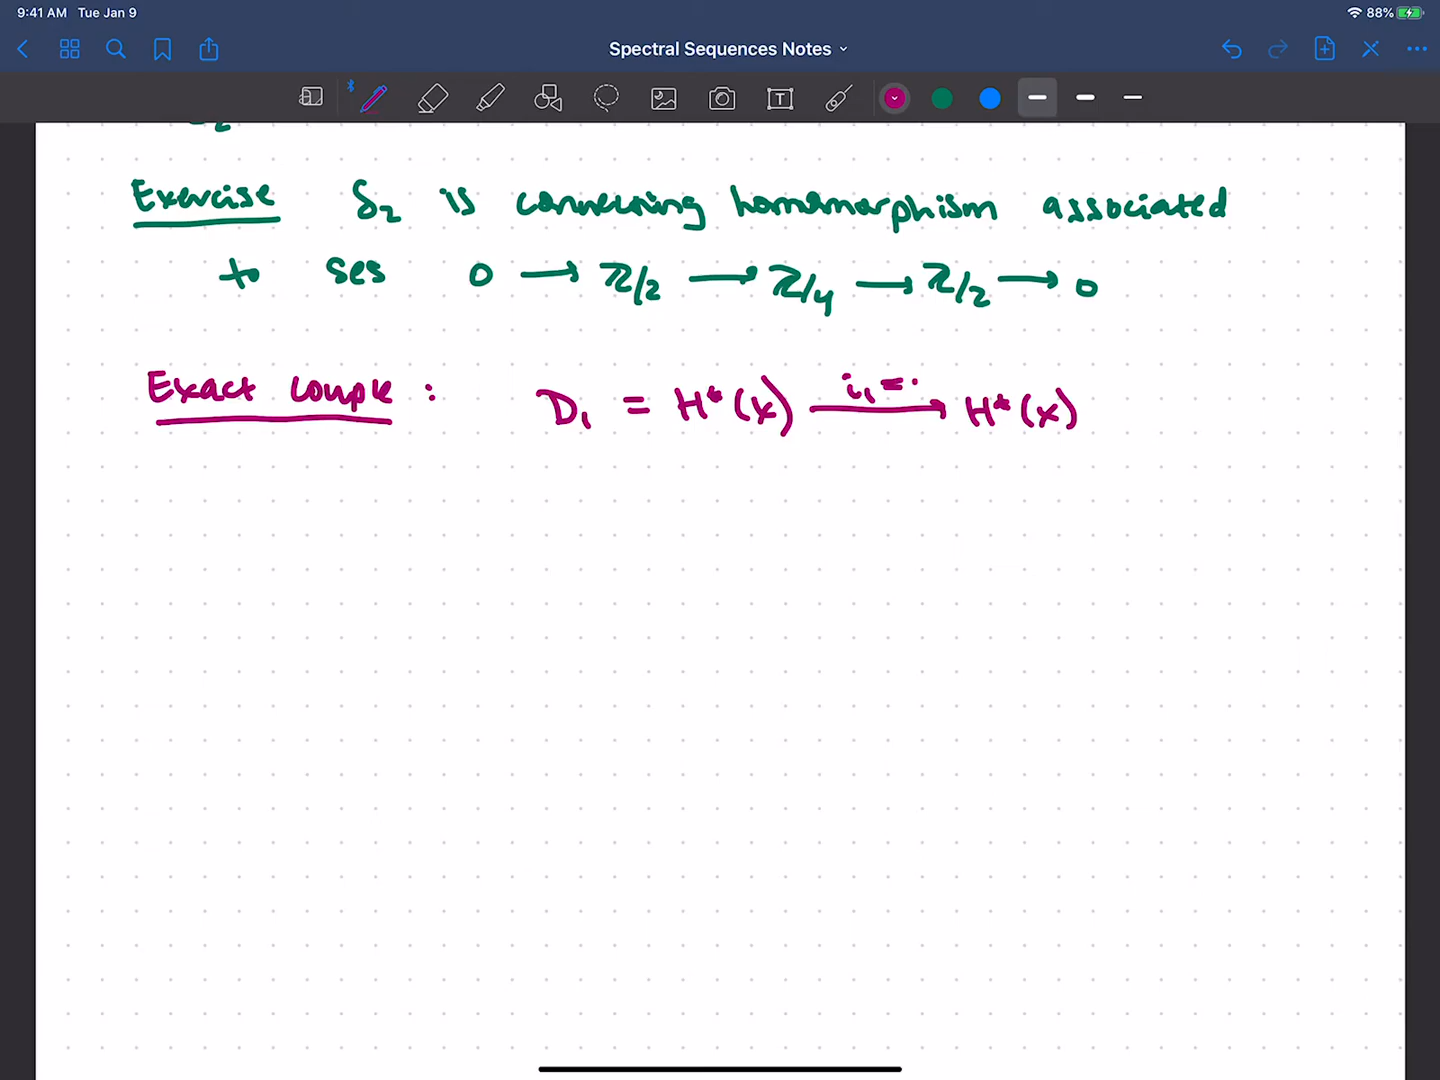 9:41 AM Tue Jan 9
88%
Spectral Sequences Notes
Exercise δ₂ is connecting homomorphism associated
to ses 0 → ℤ/2 → ℤ/4 → ℤ/2 → 0
Exact couple : D₁ = H*(X) → H*(X)
i₁ = ·